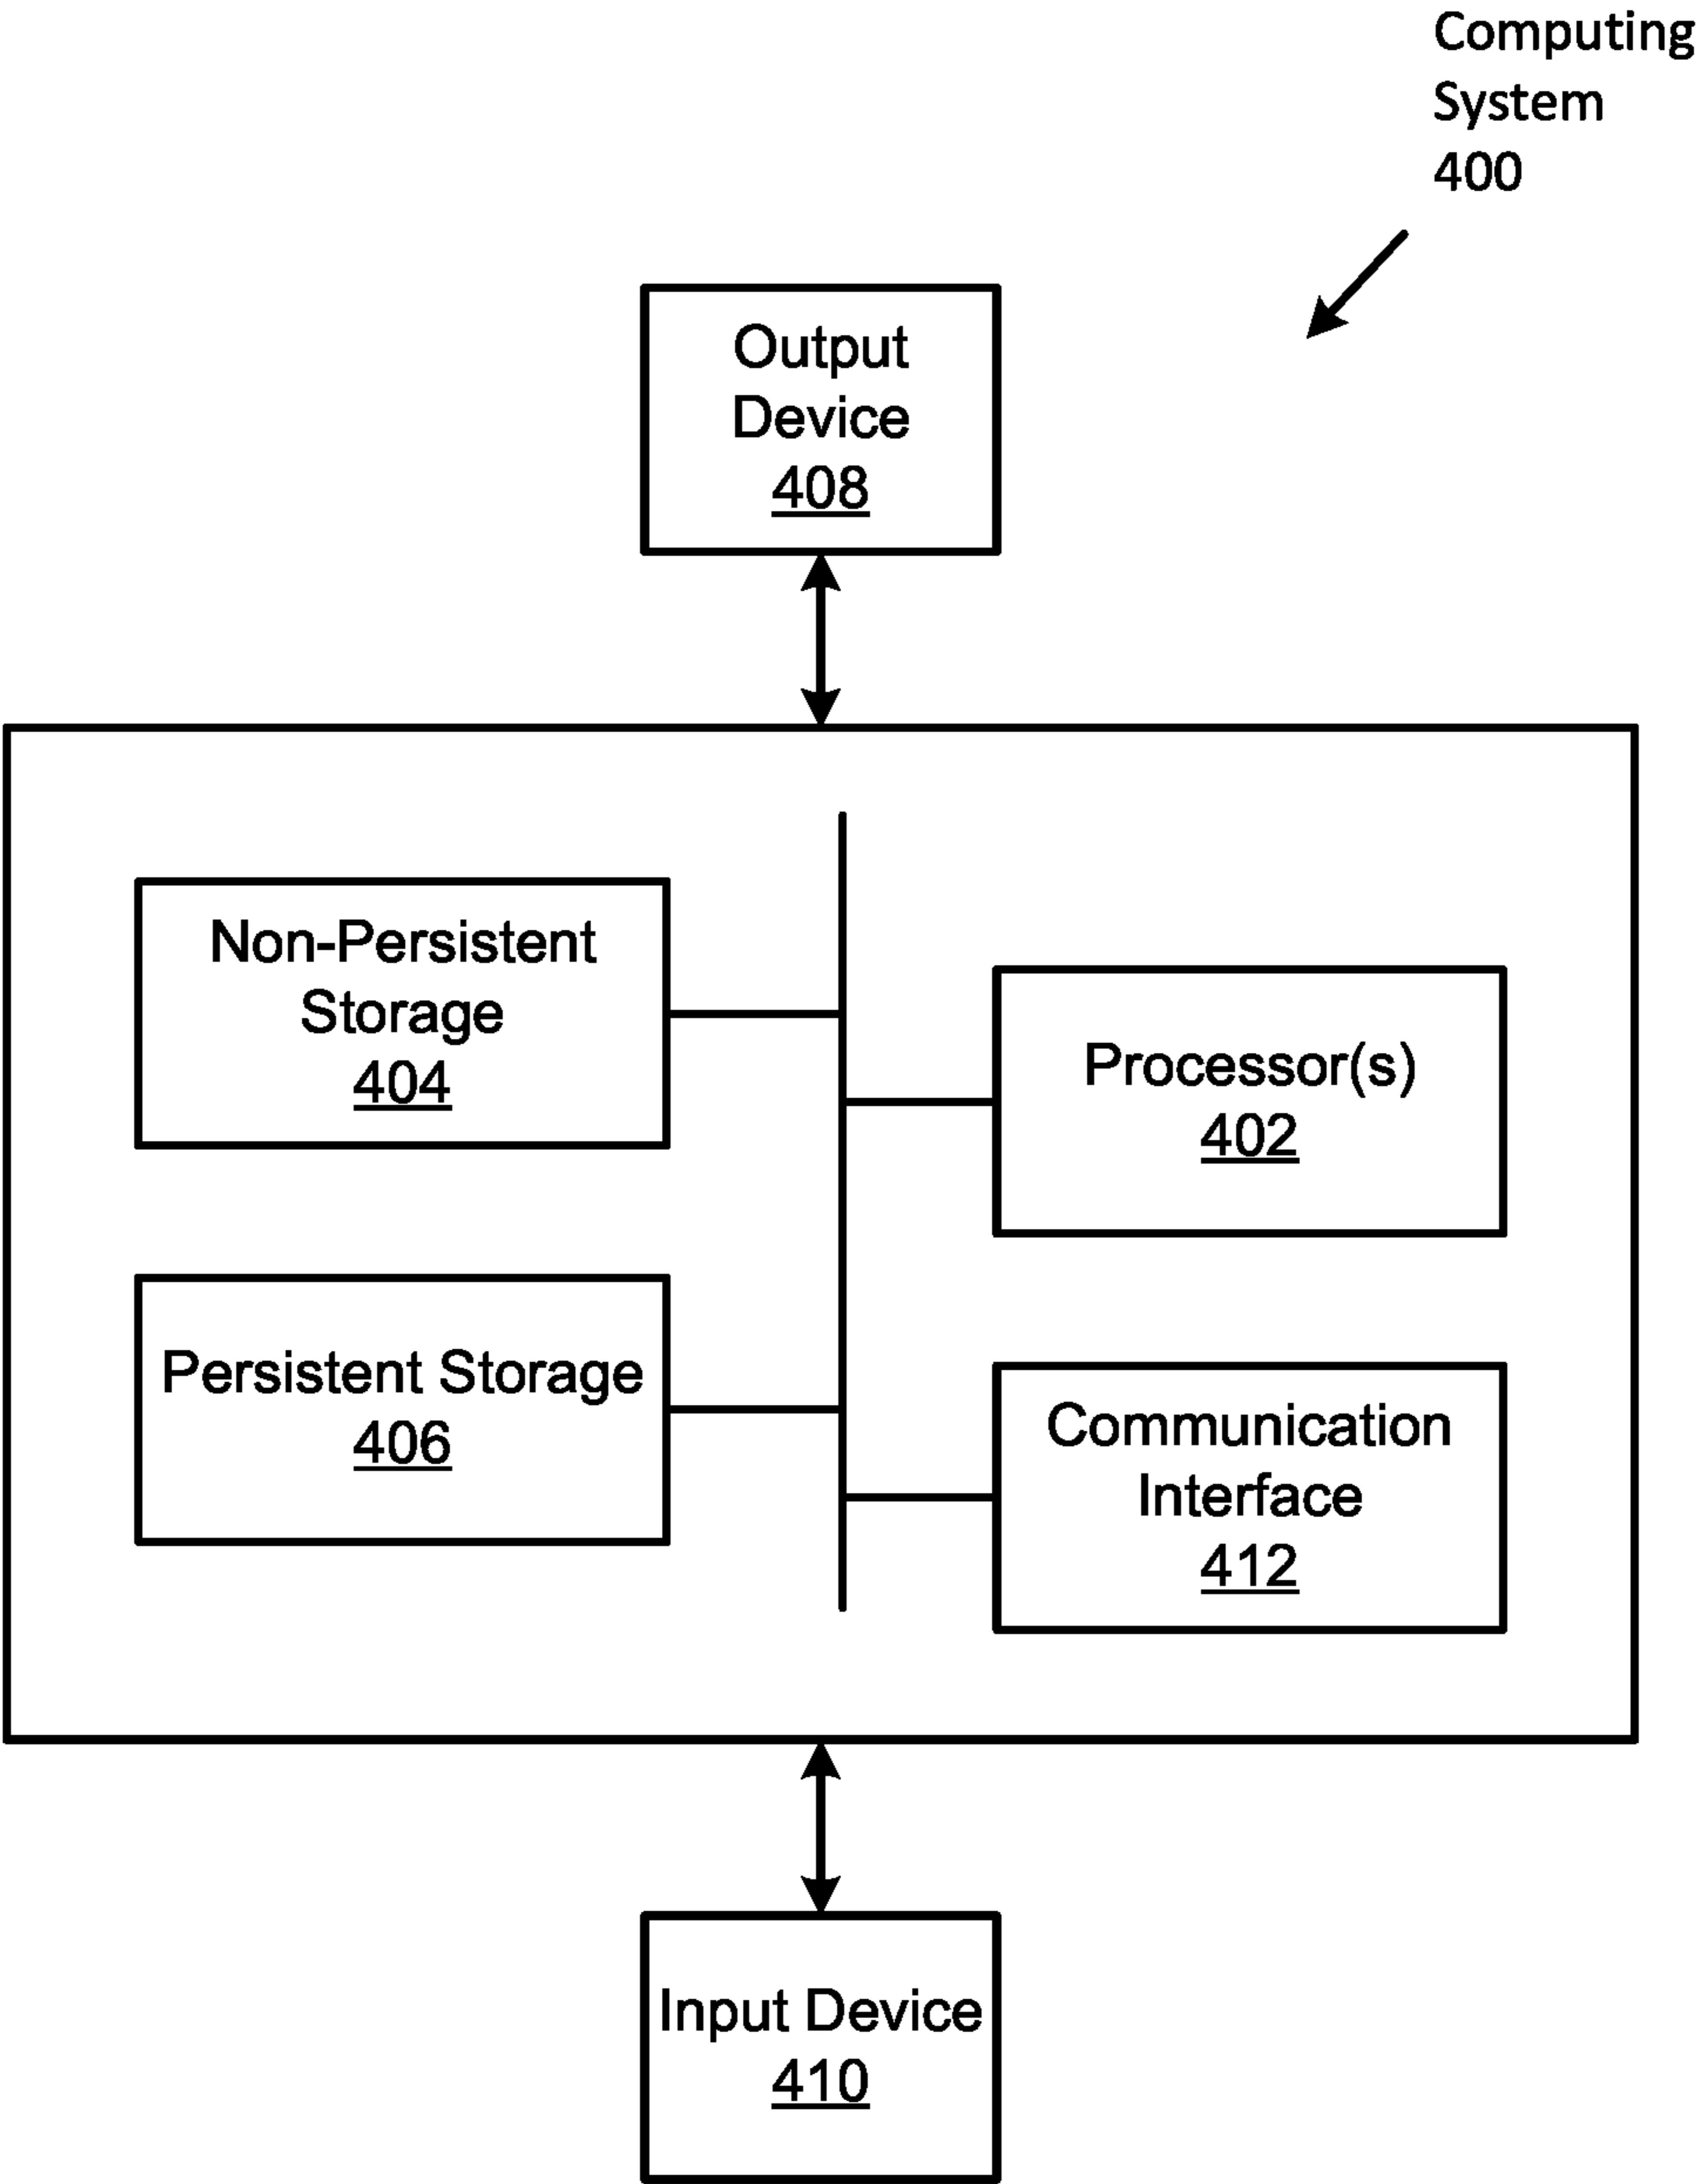 Computing
System
400
Output
Device
408
Non-Persistent
Storage
404
Processor(s)
402
Persistent Storage
406
Communication
Interface
412
Input Device
410